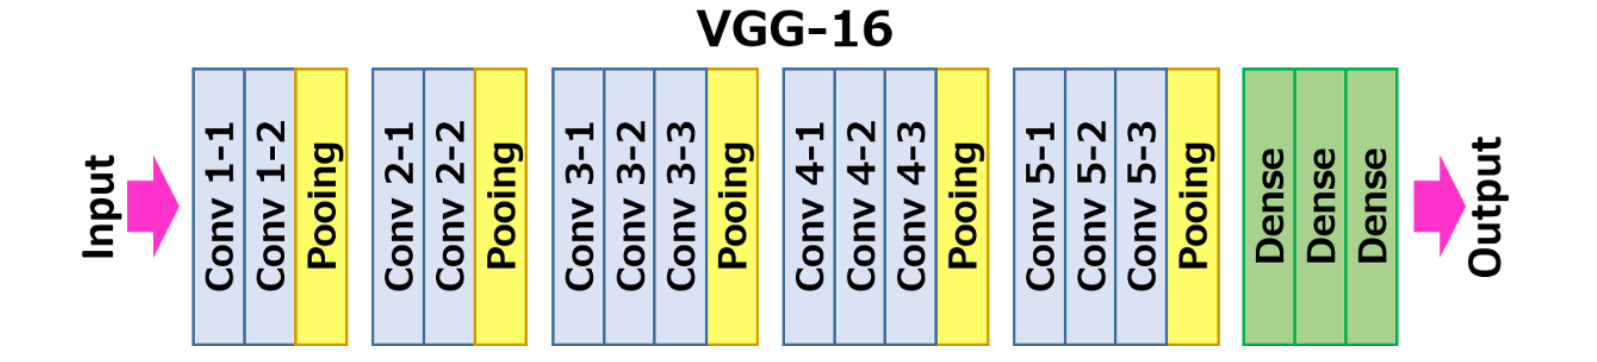 VGG-16
Input
Conv 1-1
Conv 1-2
Pooing
Conv 2-1
Conv 2-2
Pooing
Conv 3-1
Conv 3-2
Conv 3-3
Pooing
Conv 4-1
Conv 4-2
Conv 4-3
Pooing
Conv 5-1
Conv 5-2
Conv 5-3
Pooing
Dense
Dense
Dense
Output